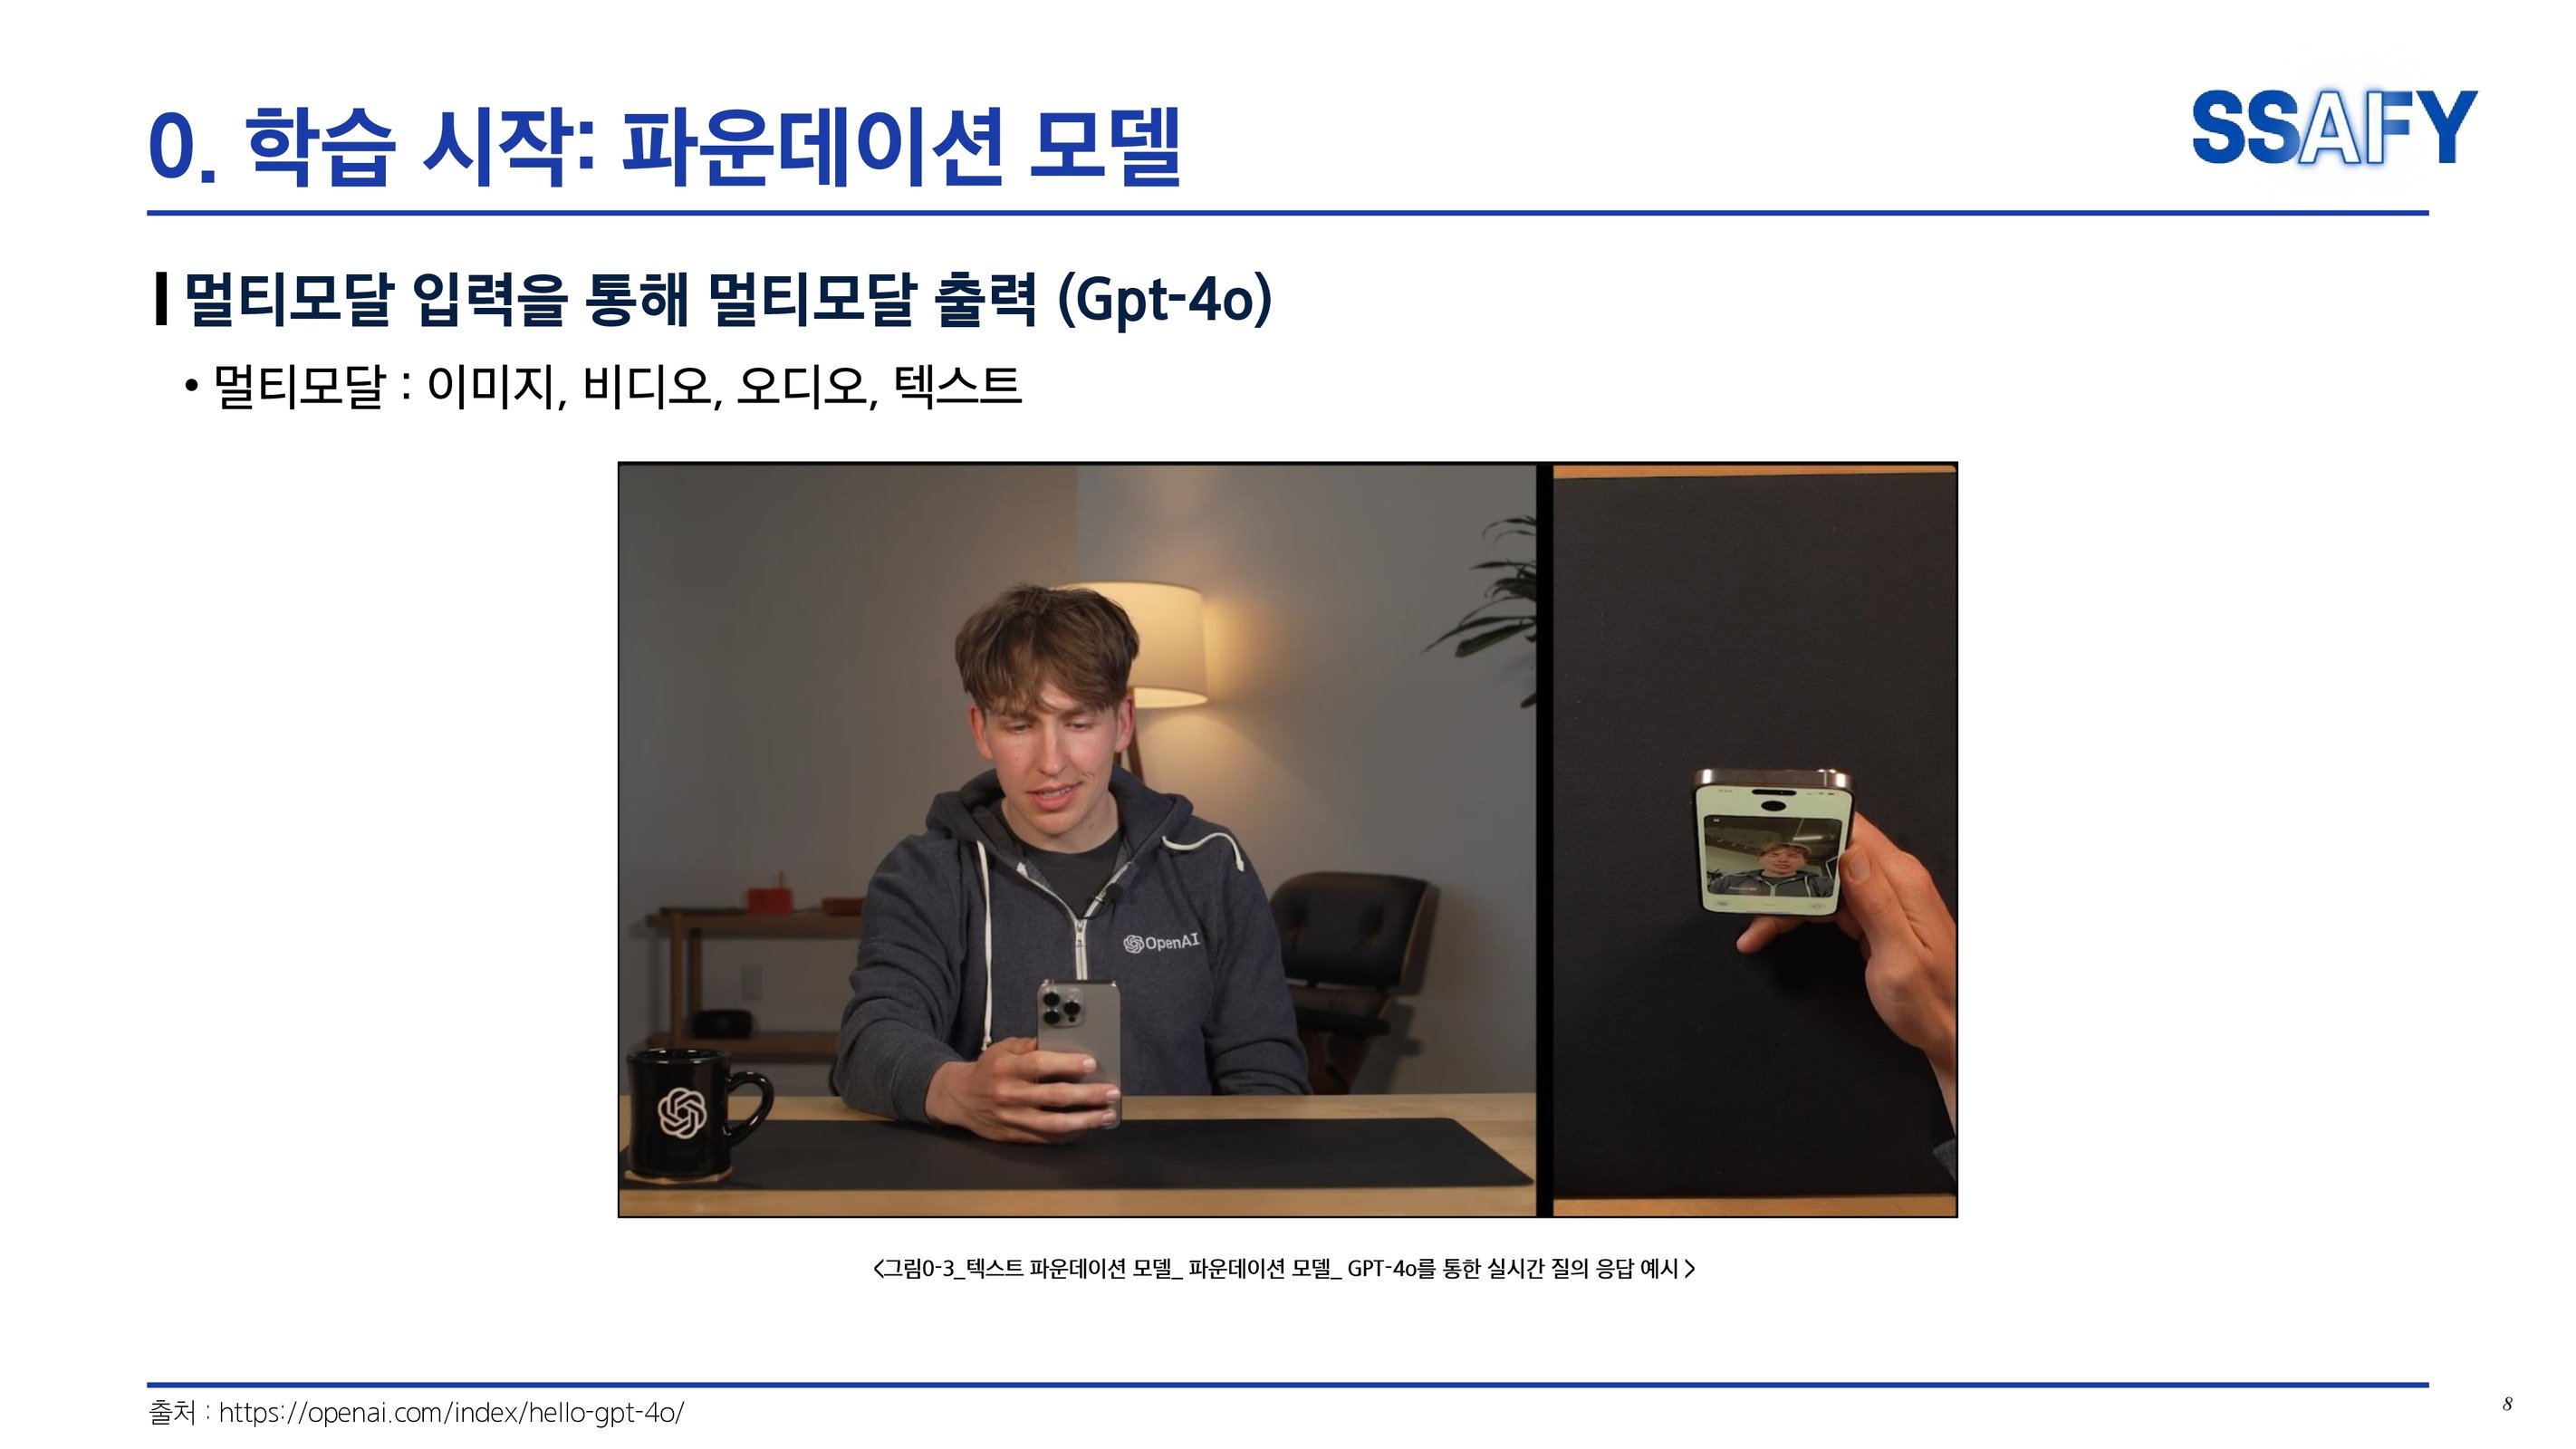 0. 학습 시작: 파운데이션 모델
SSAFY
멀티모달 입력을 통해 멀티모달 출력 (Gpt-4o)
• 멀티모달 : 이미지, 비디오, 오디오, 텍스트
OpenAI
<그림0-3_텍스트 파운데이션 모델_ 파운데이션 모델_ GPT-4o를 통한 실시간 질의 응답 예시 >
출처 : https://openai.com/index/hello-gpt-4o/
8